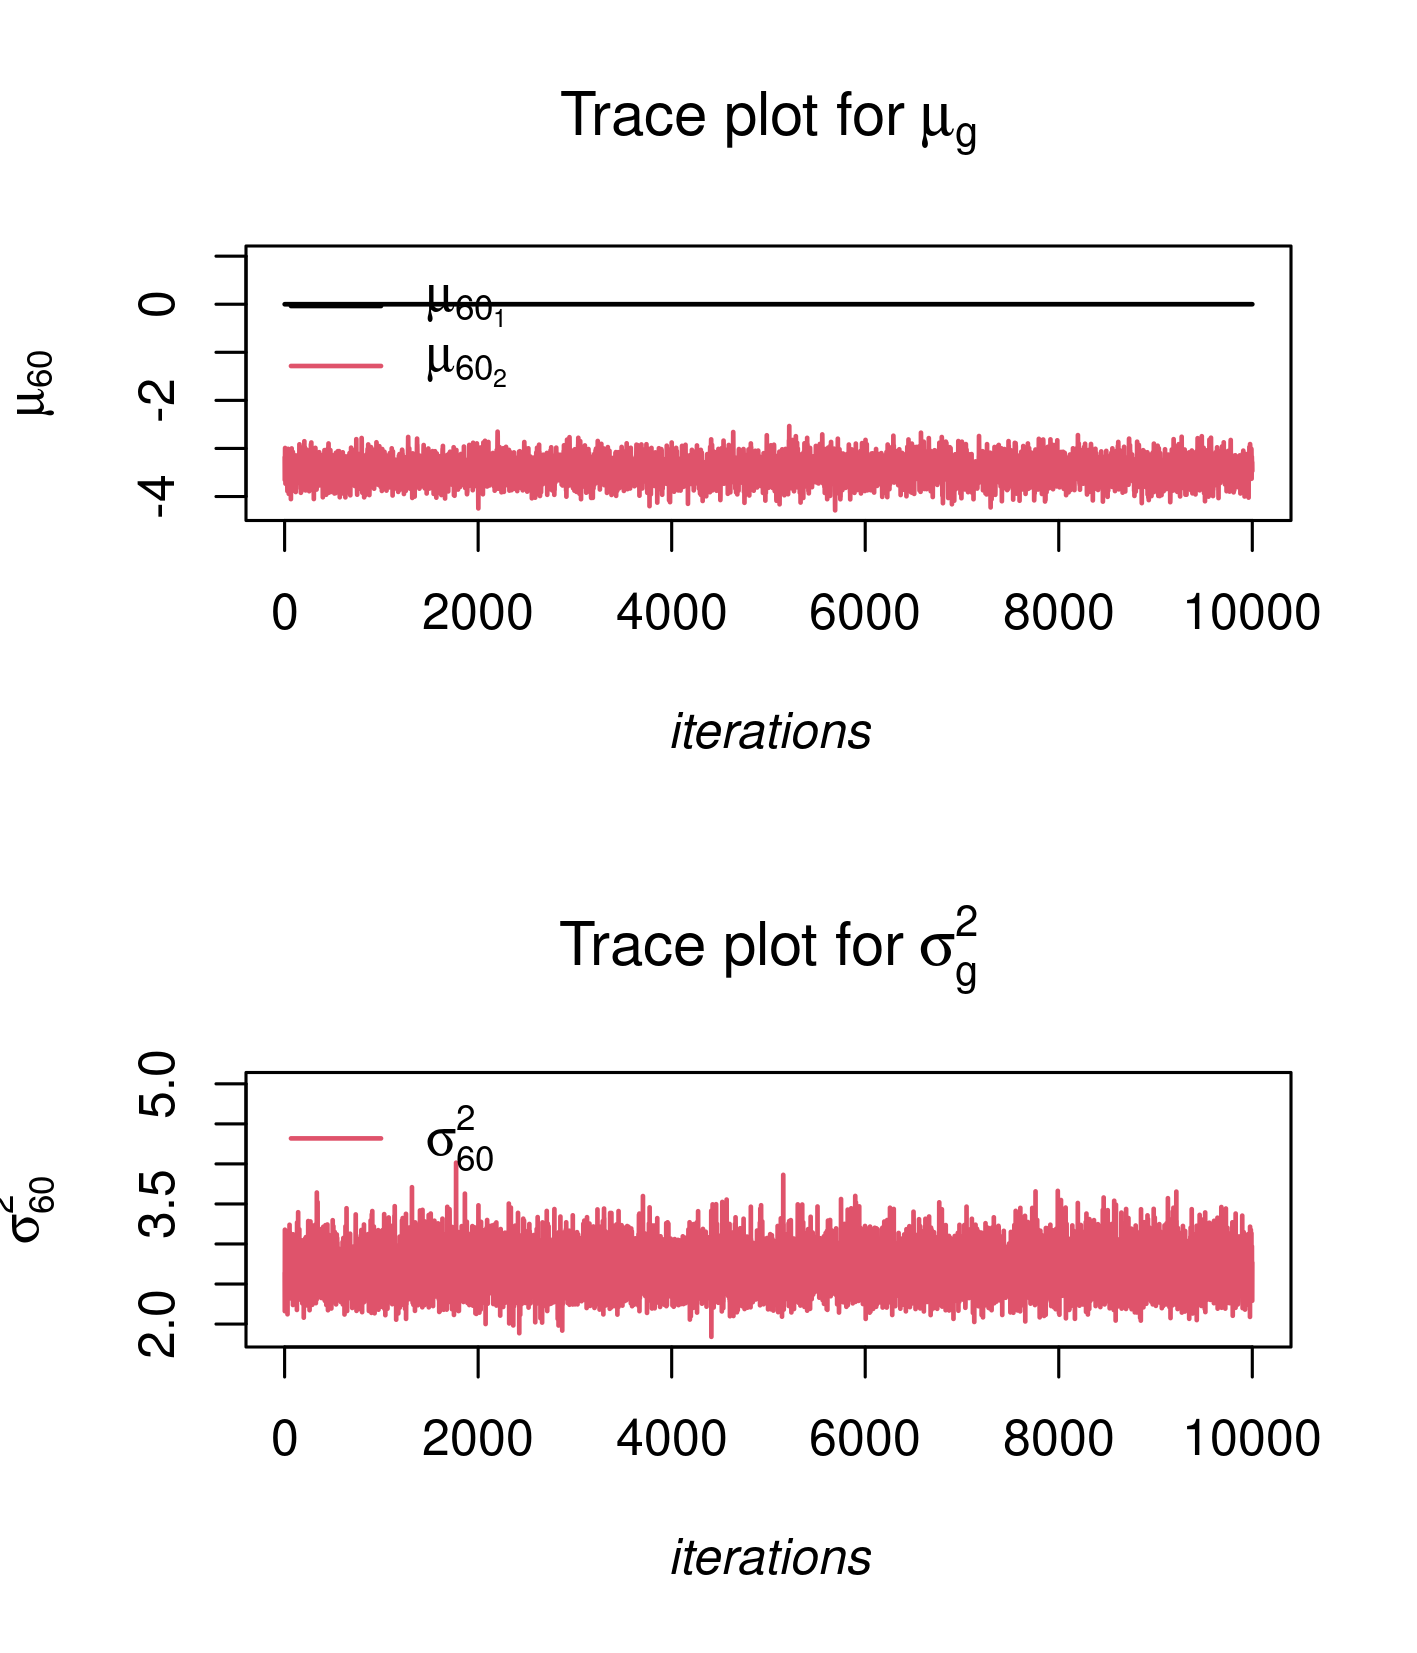 Trace plot for μg
μ60
0
-2
-4
μ60₁
μ60₂
0 2000 4000 6000 8000 10000
iterations
Trace plot for σ²g
σ²60
5.0
3.5
2.0
σ²60
0 2000 4000 6000 8000 10000
iterations